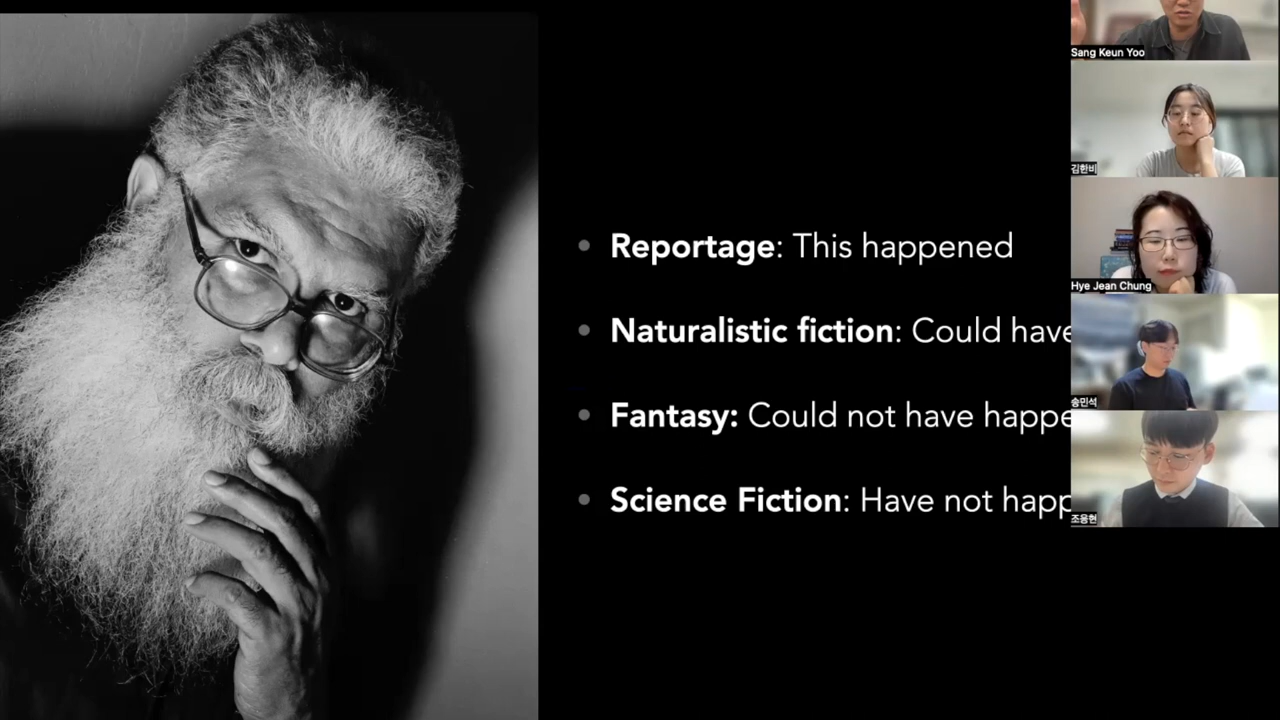 Reportage: This happened
Naturalistic fiction: Could have
Fantasy: Could not have happe
Science Fiction: Have not happ
Sang Keun Yoo
김한비
Hye Jean Chung
송민석
조응현